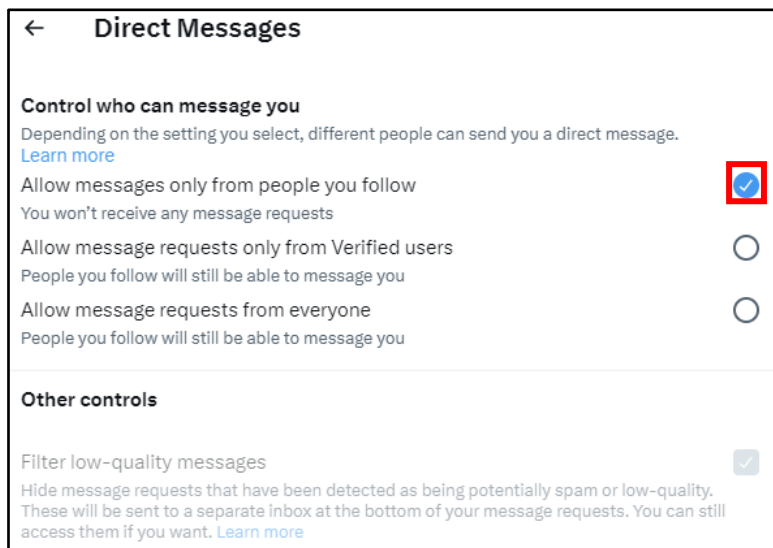 Direct Messages
Control who can message you
Depending on the setting you select, different people can send you a direct message.
Learn more
Allow messages only from people you follow
You won’t receive any message requests
Allow message requests only from Verified users
People you follow will still be able to message you
Allow message requests from everyone
People you follow will still be able to message you
Other controls
Filter low-quality messages
Hide message requests that have been detected as being potentially spam or low-quality.
These will be sent to a separate inbox at the bottom of your message requests. You can still
access them if you want. Learn more